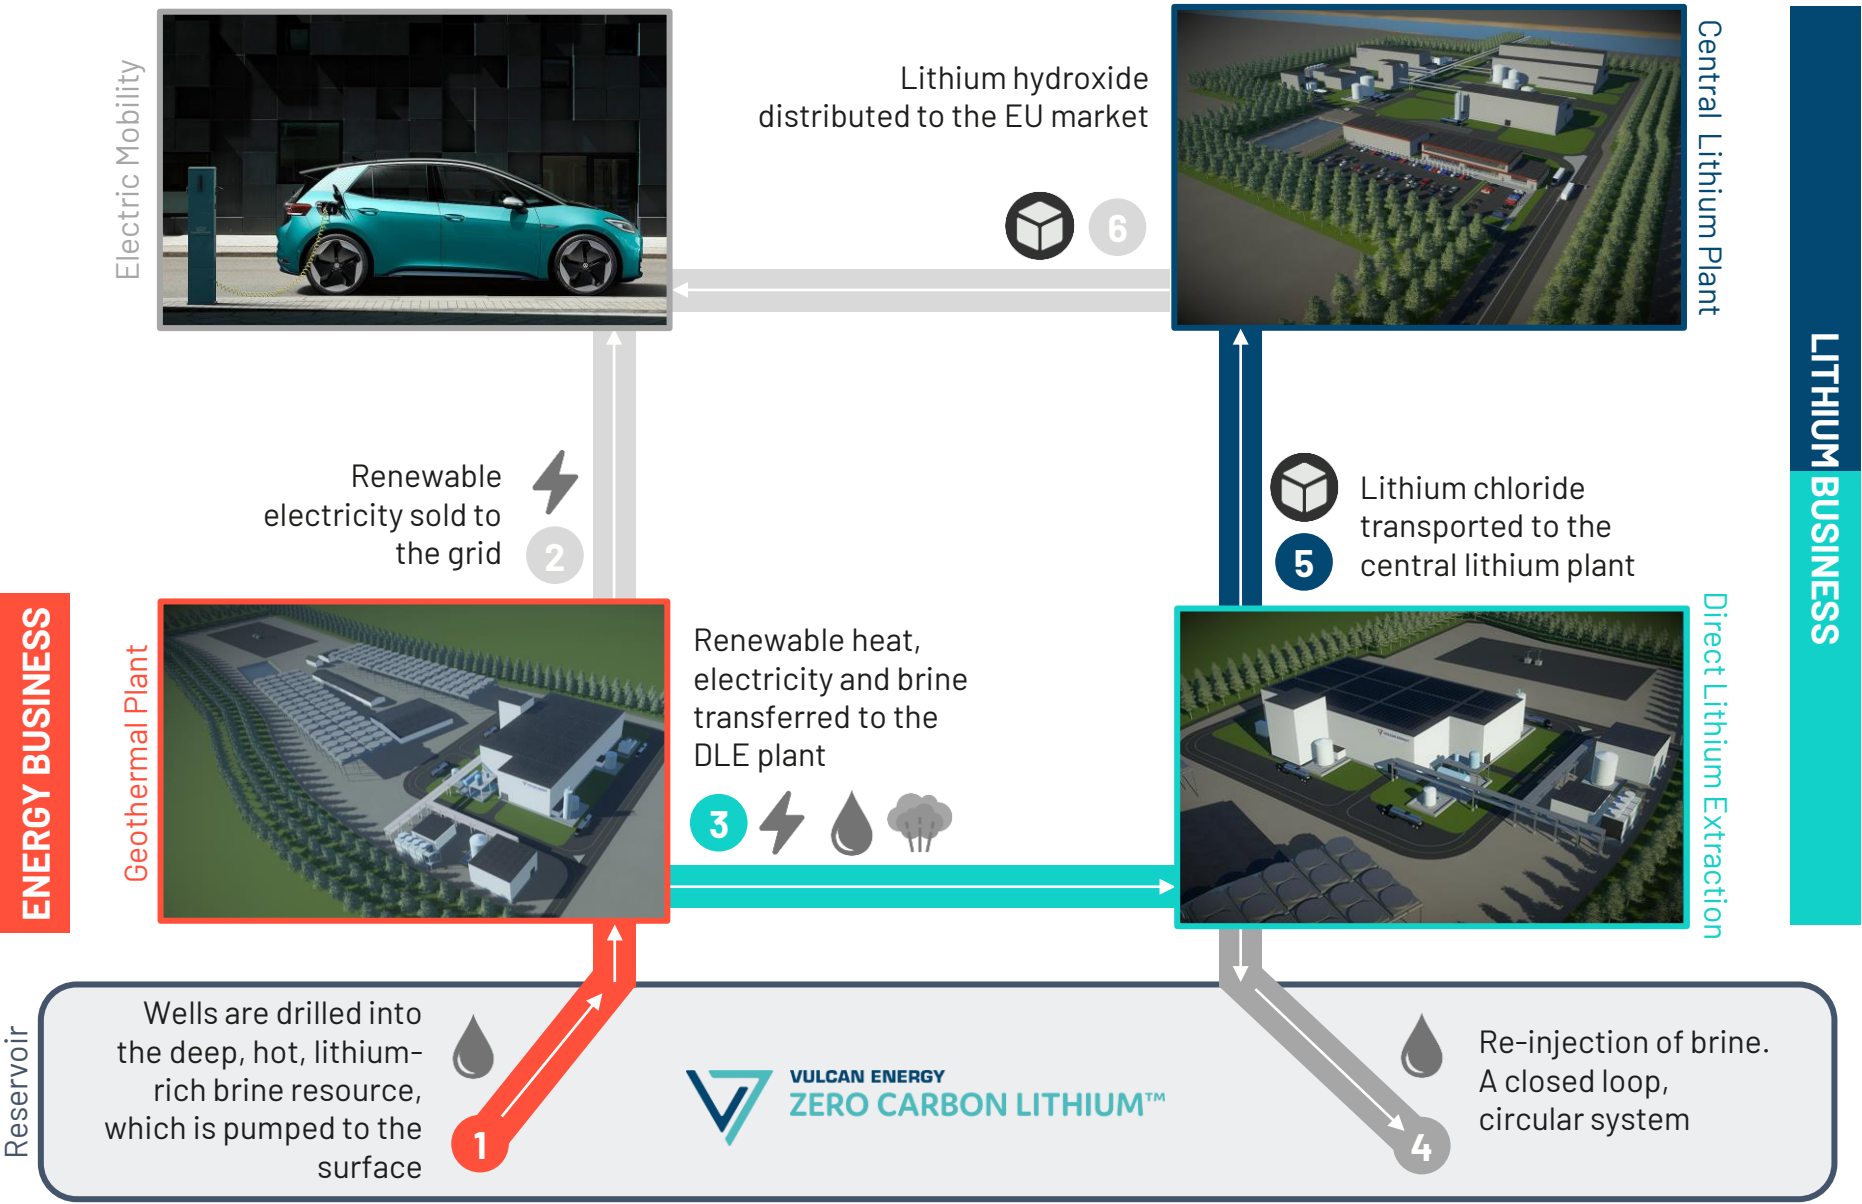 Electric Mobility
Lithium hydroxide
distributed to the EU market
6
Central Lithium Plant
LITHIUM BUSINESS
Renewable
electricity sold to
the grid
2
5
Lithium chloride
transported to the
central lithium plant
ENERGY BUSINESS
Geothermal Plant
Renewable heat,
electricity and brine
transferred to the
DLE plant
3
Direct Lithium Extraction
Reservoir
Wells are drilled into
the deep, hot, lithium-
rich brine resource,
which is pumped to the
surface
1
VULCAN ENERGY
ZERO CARBON LITHIUM™
4
Re-injection of brine.
A closed loop,
circular system